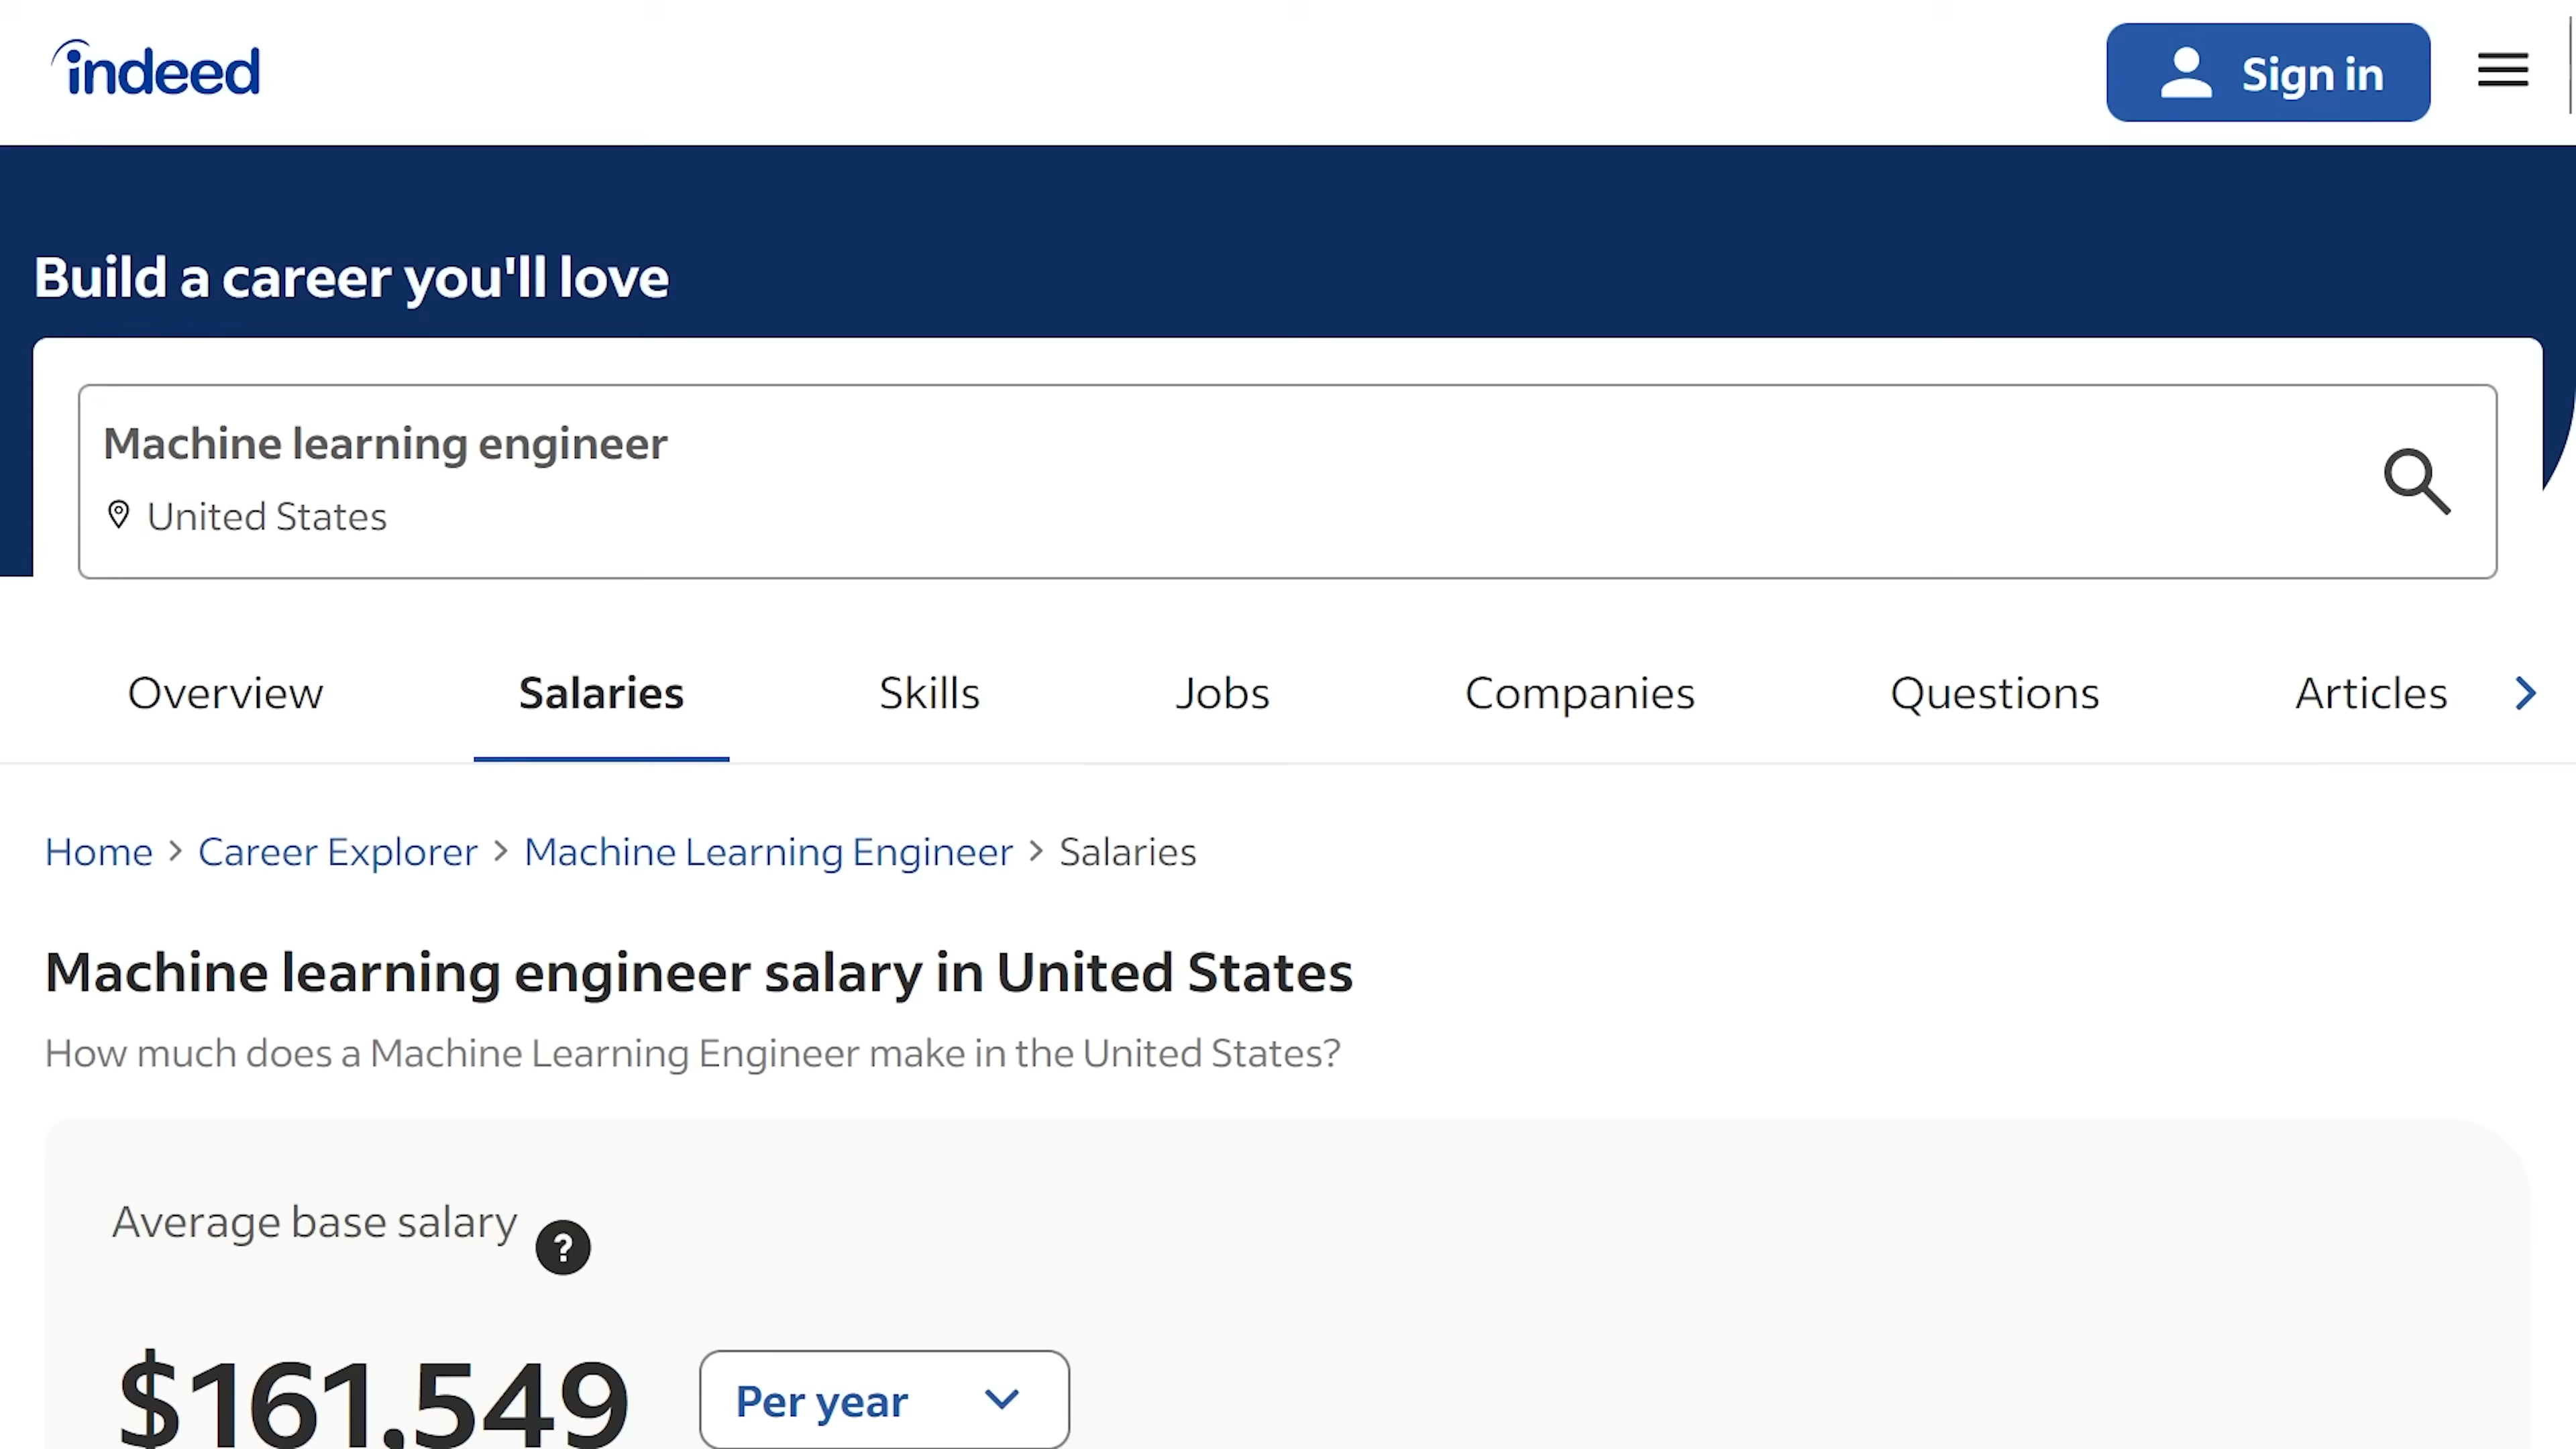 indeed
Sign in
Build a career you'll love
Machine learning engineer
United States
Overview Salaries Skills Jobs Companies Questions Articles
Home > Career Explorer > Machine Learning Engineer > Salaries
Machine learning engineer salary in United States
How much does a Machine Learning Engineer make in the United States?
Average base salary ?
$161,549 Per year